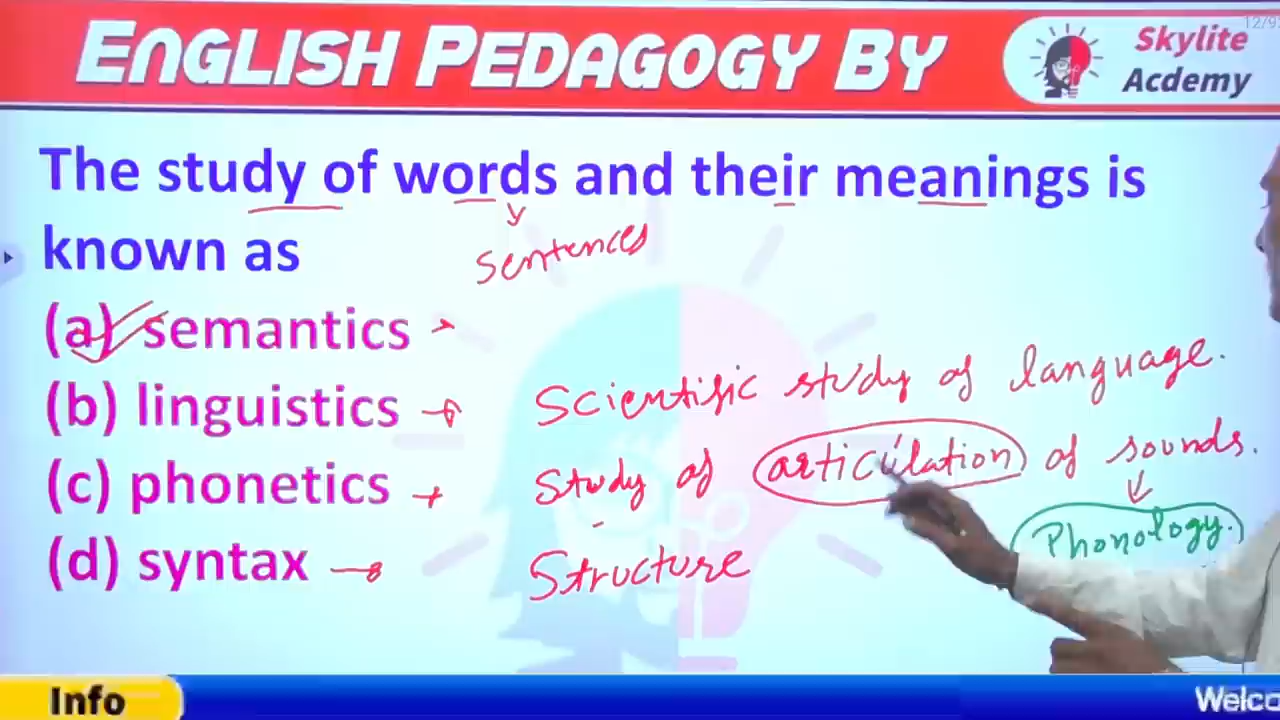 ENGLISH PEDAGOGY BY
Skylite
Acdemy
The study of words and their meanings is
known as
sentences
(a) semantics
(b) linguistics
Scientific study of language.
(c) phonetics
Study of articulation of sounds.
Phonology.
(d) syntax
Structure
Info